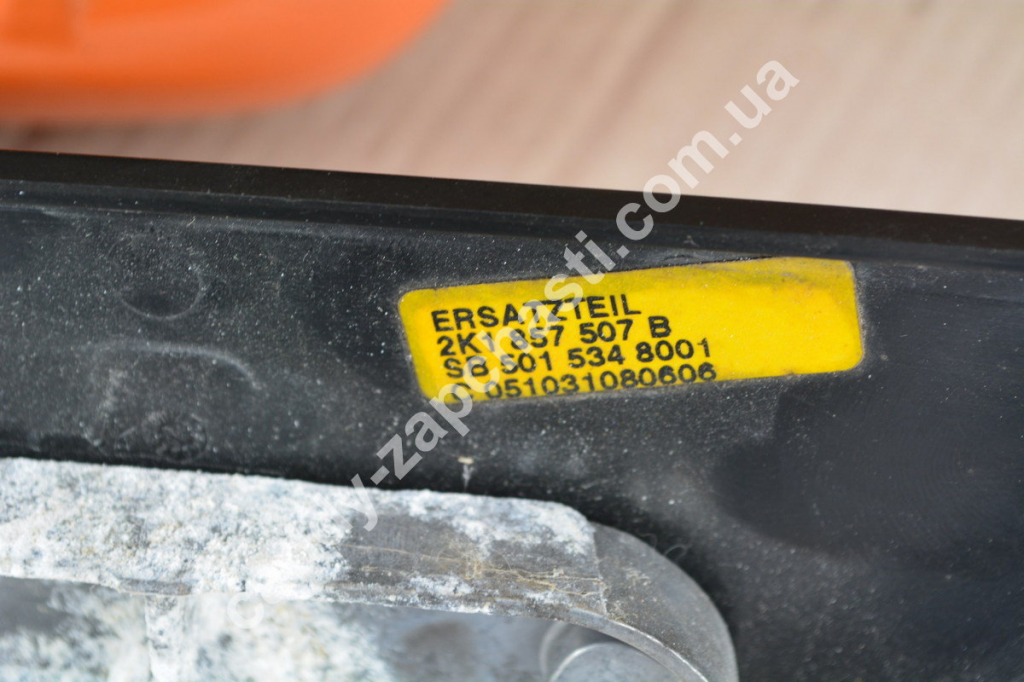 ERSATZTEIL
2K1 857 507 B
SB 501 534 8001
051031080606
y-zapchasti.com.ua